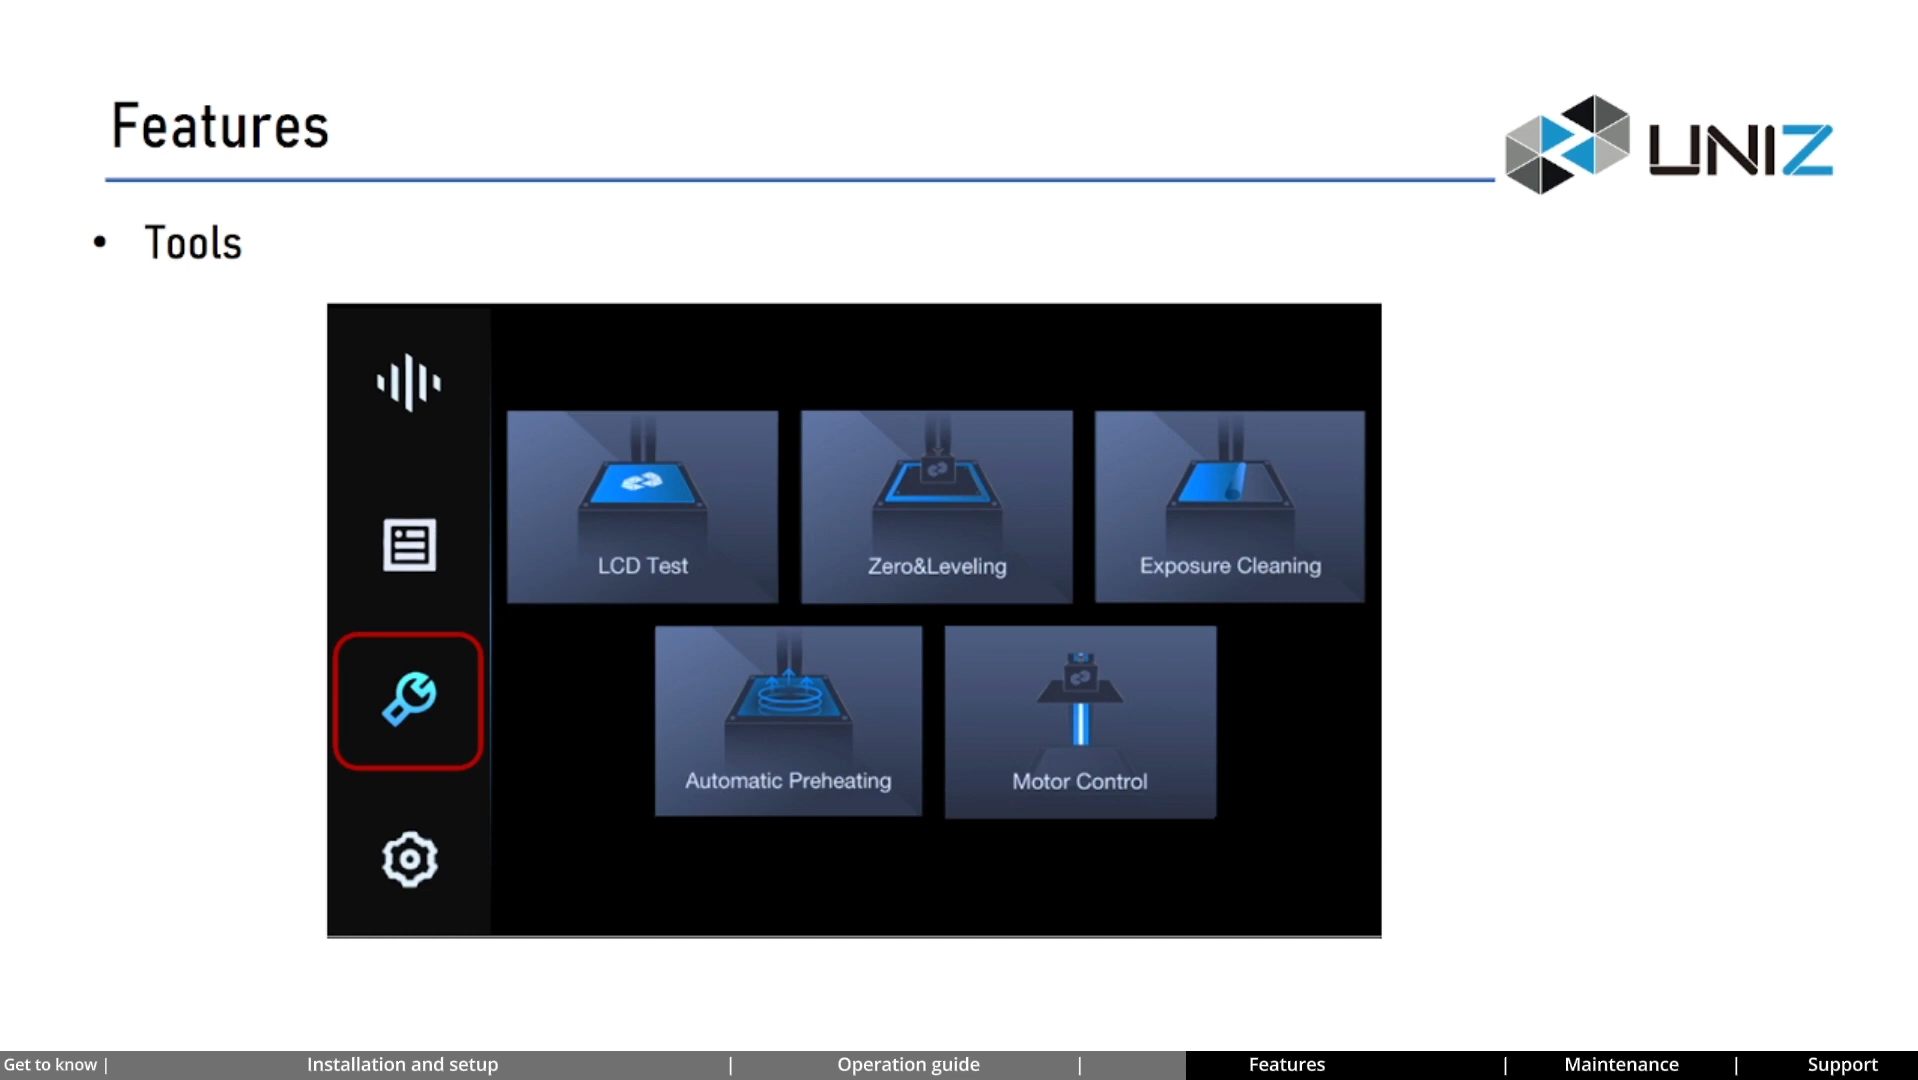 Features
UNIZ
• Tools
LCD Test
Zero&Leveling
Exposure Cleaning
Automatic Preheating
Motor Control
Get to know | Installation and setup | Operation guide | Features | Maintenance | Support